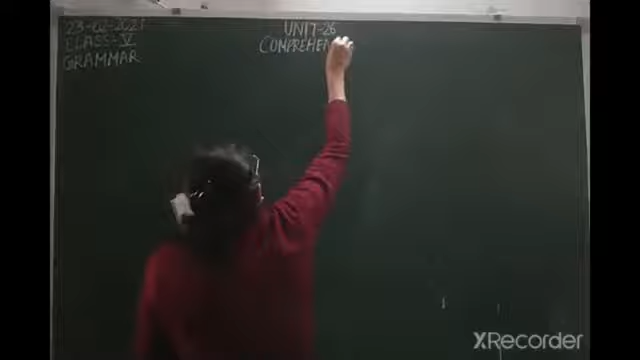 23-02-2021
UNIT-26
CLASS-V
COMPREHEN
GRAMMAR
XRecorder